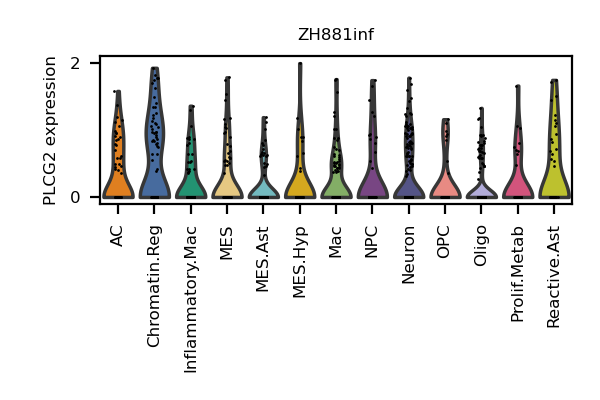 ZH881inf
PLCG2 expression
2
0
AC
Chromatin.Reg
Inflammatory.Mac
MES
MES.Ast
MES.Hyp
Mac
NPC
Neuron
OPC
Oligo
Prolif.Metab
Reactive.Ast